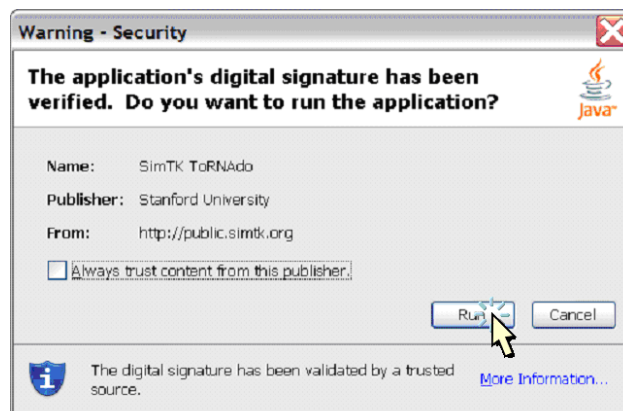 Warning - Security
The application's digital signature has been
verified. Do you want to run the application?
Java
Name: SimTK ToRNAdo
Publisher: Stanford University
From: http://public.simtk.org
Always trust content from this publisher.
Run Cancel
The digital signature has been validated by a trusted
source.
More Information...